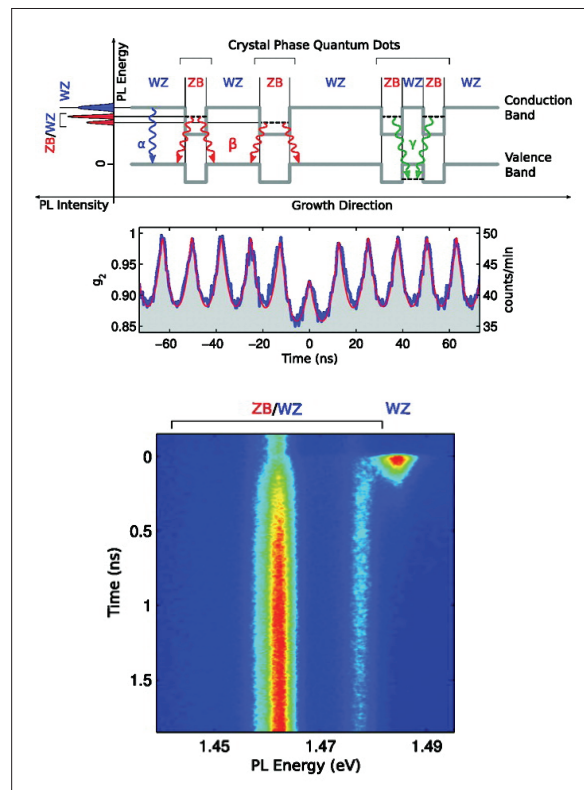 Crystal Phase Quantum Dots
PL Energy
WZ
ZB/WZ
WZ ZB WZ ZB WZ ZB WZ ZB WZ
Conduction Band
α β γ
0
Valence Band
PL Intensity
Growth Direction
1 50
0.95 45
0.90 40
0.85 35
g2
counts/min
−60 −40 −20 0 20 40 60
Time (ns)
ZB/WZ WZ
0
0.5
1
1.5
Time (ns)
1.45 1.47 1.49
PL Energy (eV)